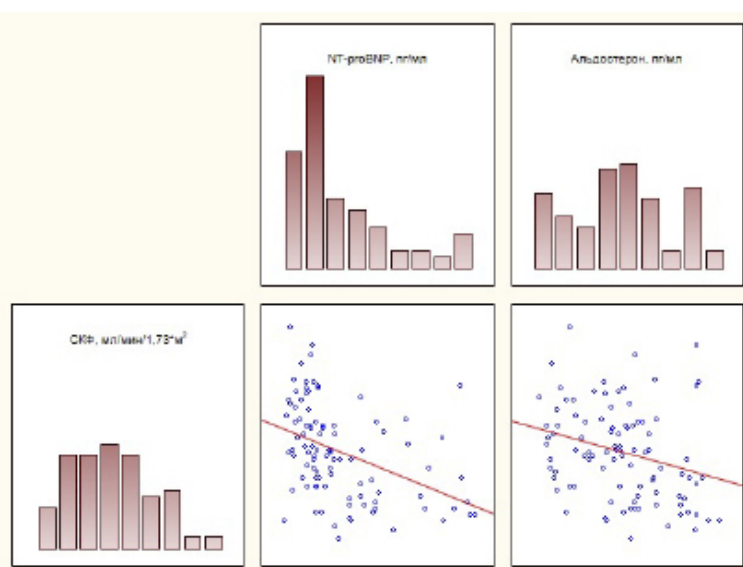 NT-proBNP, пг/мл
Альдостерон, пг/мл
СКФ, мл/мин/1,73*м²